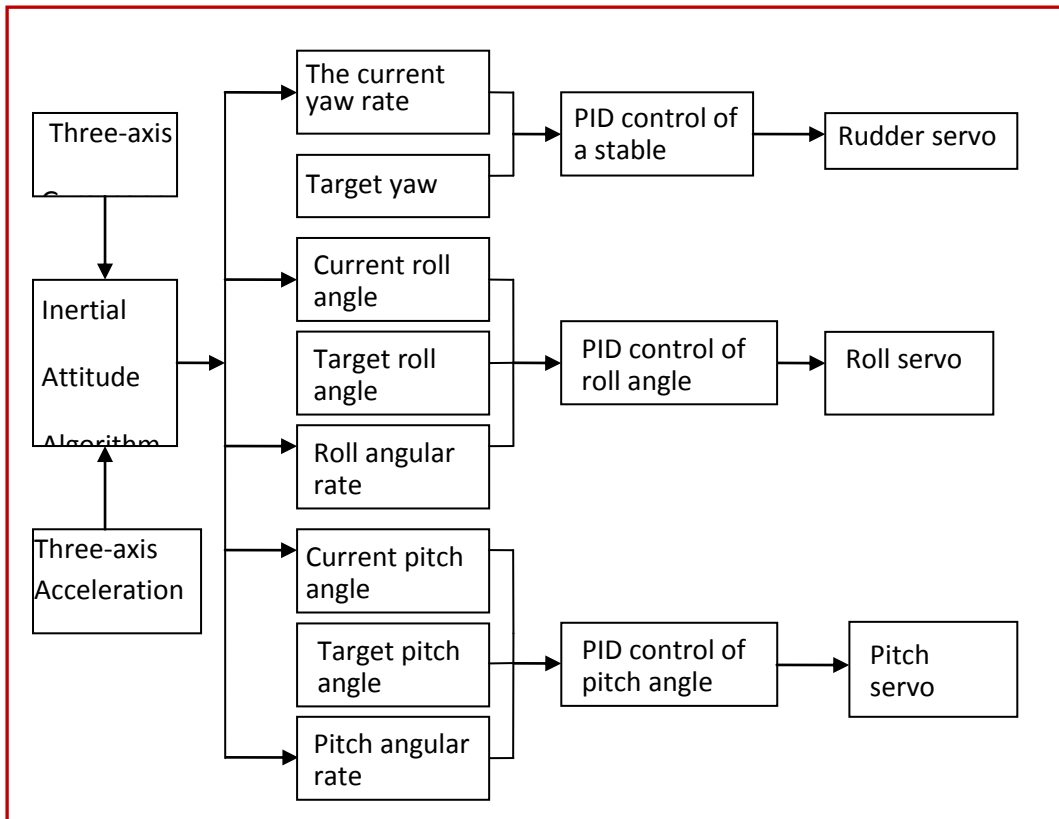 The current
yaw rate
Three-axis
PID control of
a stable
Rudder servo
Target yaw
Current roll
angle
Inertial
Attitude
Algorithm
Target roll
angle
PID control of
roll angle
Roll servo
Roll angular
rate
Three-axis
Acceleration
Current pitch
angle
Target pitch
angle
PID control of
pitch angle
Pitch
servo
Pitch angular
rate